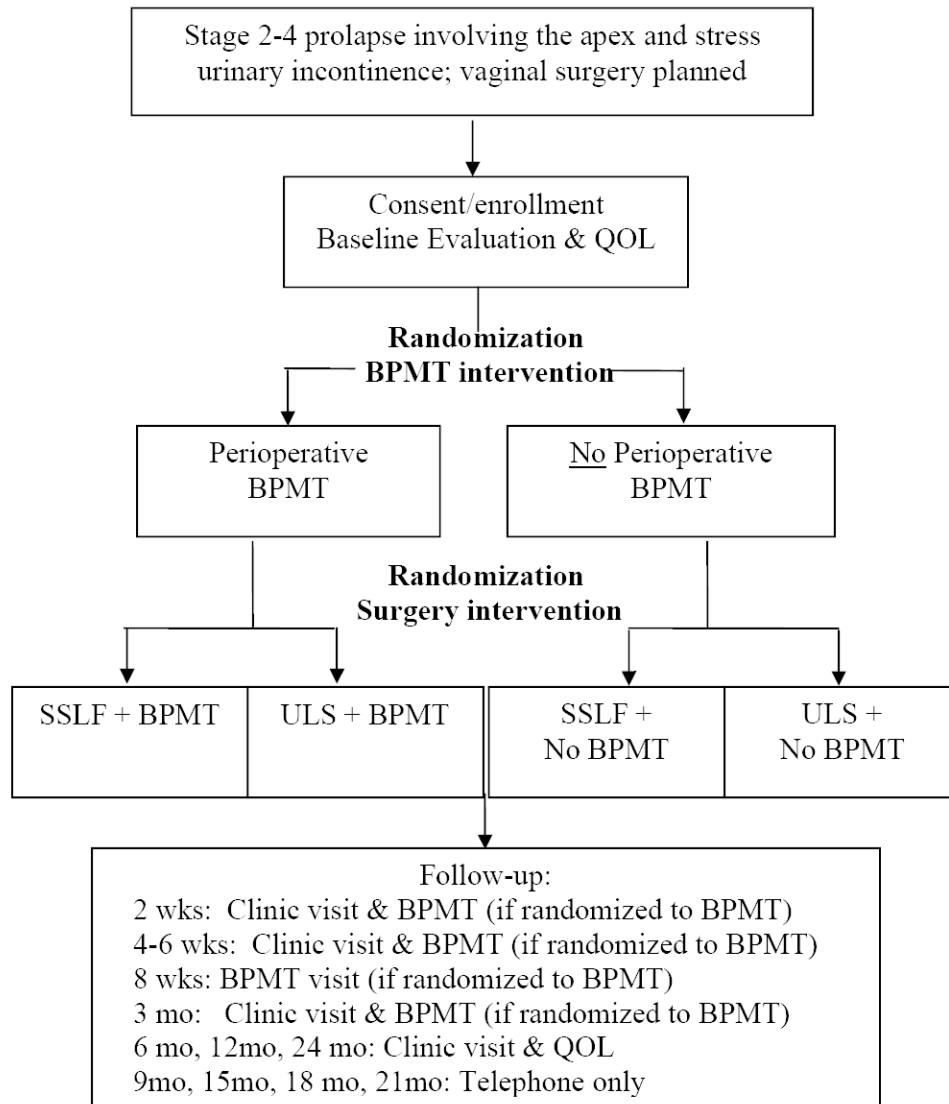 Stage 2-4 prolapse involving the apex and stress
urinary incontinence; vaginal surgery planned
Consent/enrollment
Baseline Evaluation & QOL
Randomization
BPMT intervention
Perioperative
BPMT
No Perioperative
BPMT
Randomization
Surgery intervention
SSLF + BPMT
ULS + BPMT
SSLF +
No BPMT
ULS +
No BPMT
Follow-up:
2 wks: Clinic visit & BPMT (if randomized to BPMT)
4-6 wks: Clinic visit & BPMT (if randomized to BPMT)
8 wks: BPMT visit (if randomized to BPMT)
3 mo: Clinic visit & BPMT (if randomized to BPMT)
6 mo, 12mo, 24 mo: Clinic visit & QOL
9mo, 15mo, 18 mo, 21mo: Telephone only